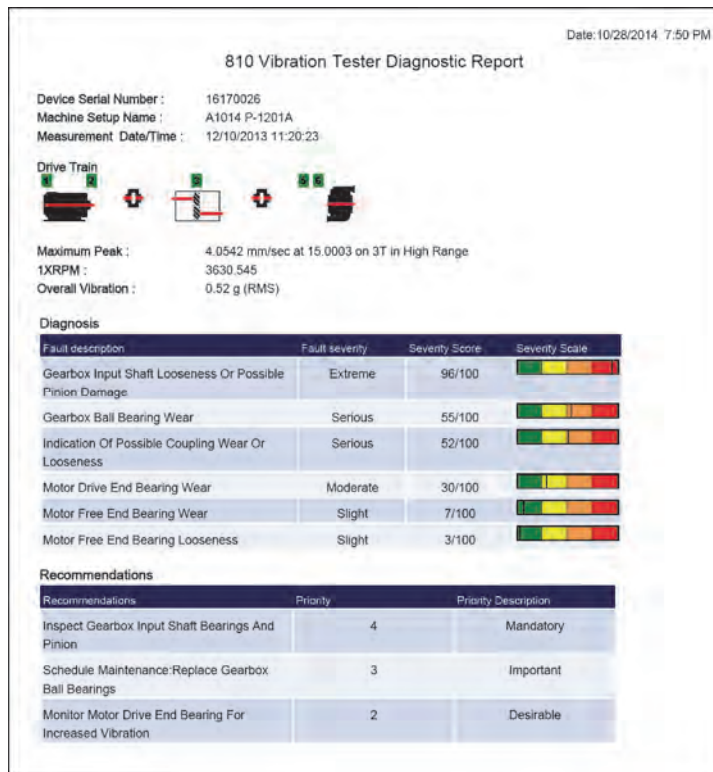 Date:10/28/2014 7:50 PM
810 Vibration Tester Diagnostic Report
Device Serial Number : 16170026
Machine Setup Name : A1014 P-1201A
Measurement Date/Time : 12/10/2013 11:20:23
Drive Train
1 2 3 5 6
Maximum Peak : 4.0542 mm/sec at 15.0003 on 3T in High Range
1XRPM : 3630.545
Overall Vibration : 0.52 g (RMS)
Diagnosis
Fault description Fault severity Severity Score Severity Scale
Gearbox Input Shaft Looseness Or Possible Extreme 96/100
Pinion Damage
Gearbox Ball Bearing Wear Serious 55/100
Indication Of Possible Coupling Wear Or Serious 52/100
Looseness
Motor Drive End Bearing Wear Moderate 30/100
Motor Free End Bearing Wear Slight 7/100
Motor Free End Bearing Looseness Slight 3/100
Recommendations
Recommendations Priority Priority Description
Inspect Gearbox Input Shaft Bearings And 4 Mandatory
Pinion
Schedule Maintenance:Replace Gearbox 3 Important
Ball Bearings
Monitor Motor Drive End Bearing For 2 Desirable
Increased Vibration